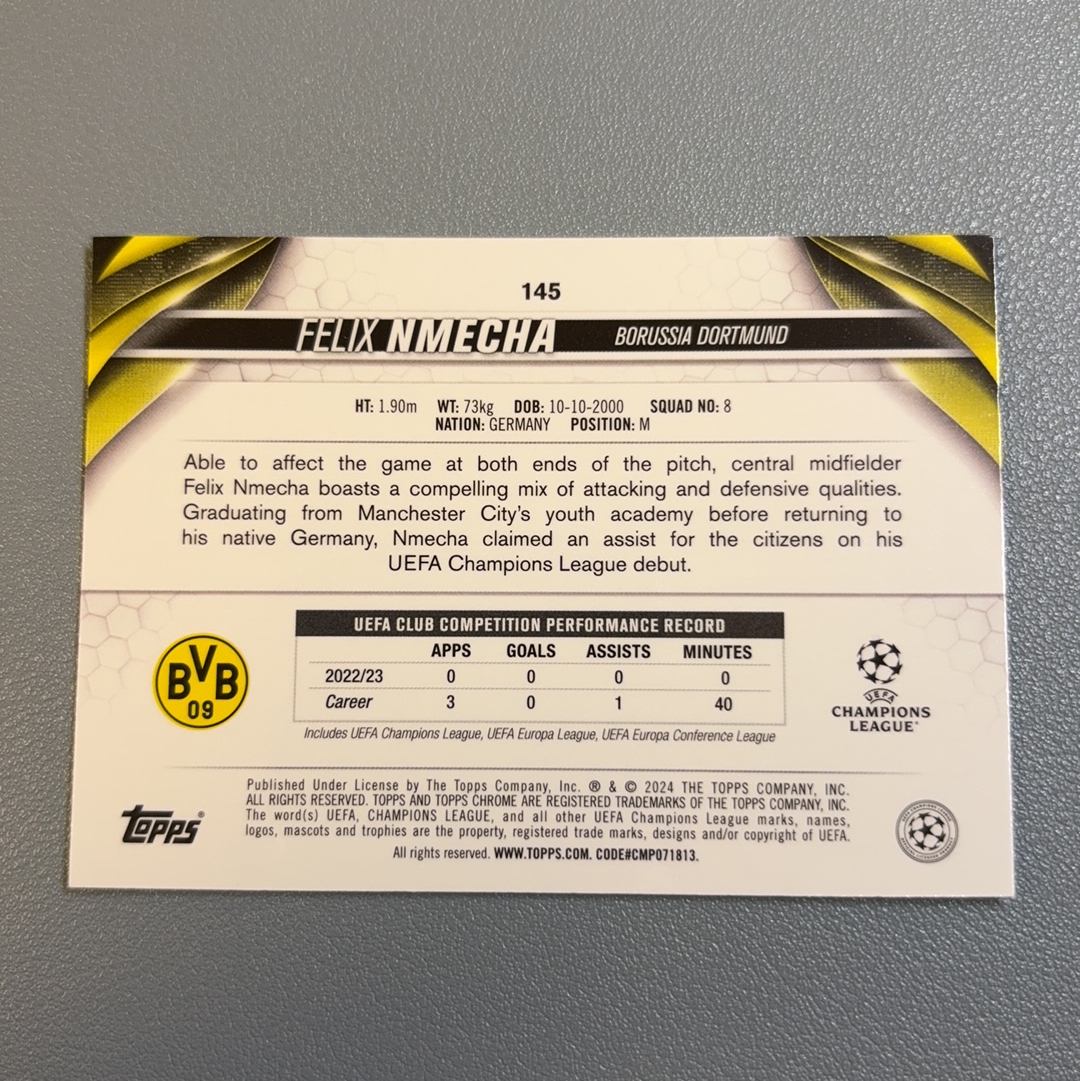 145
FELIX NMECHA BORUSSIA DORTMUND
HT: 1.90m WT: 73kg DOB: 10-10-2000 SQUAD NO: 8
NATION: GERMANY POSITION: M
Able to affect the game at both ends of the pitch, central midfielder
Felix Nmecha boasts a compelling mix of attacking and defensive qualities.
Graduating from Manchester City's youth academy before returning to
his native Germany, Nmecha claimed an assist for the citizens on his
UEFA Champions League debut.
UEFA CLUB COMPETITION PERFORMANCE RECORD
APPS GOALS ASSISTS MINUTES
2022/23 0 0 0 0
Career 3 0 1 40
Includes UEFA Champions League, UEFA Europa League, UEFA Europa Conference League
BVB
09
UEFA
CHAMPIONS
LEAGUE®
Published Under License by The Topps Company, Inc. ® & © 2024 THE TOPPS COMPANY, INC.
ALL RIGHTS RESERVED. TOPPS AND TOPPS CHROME ARE REGISTERED TRADEMARKS OF THE TOPPS COMPANY, INC.
The word(s) UEFA, CHAMPIONS LEAGUE, and all other UEFA Champions League marks, names,
logos, mascots and trophies are the property, registered trade marks, designs and/or copyright of UEFA.
All rights reserved. WWW.TOPPS.COM. CODE#CMP071813.
Topps®